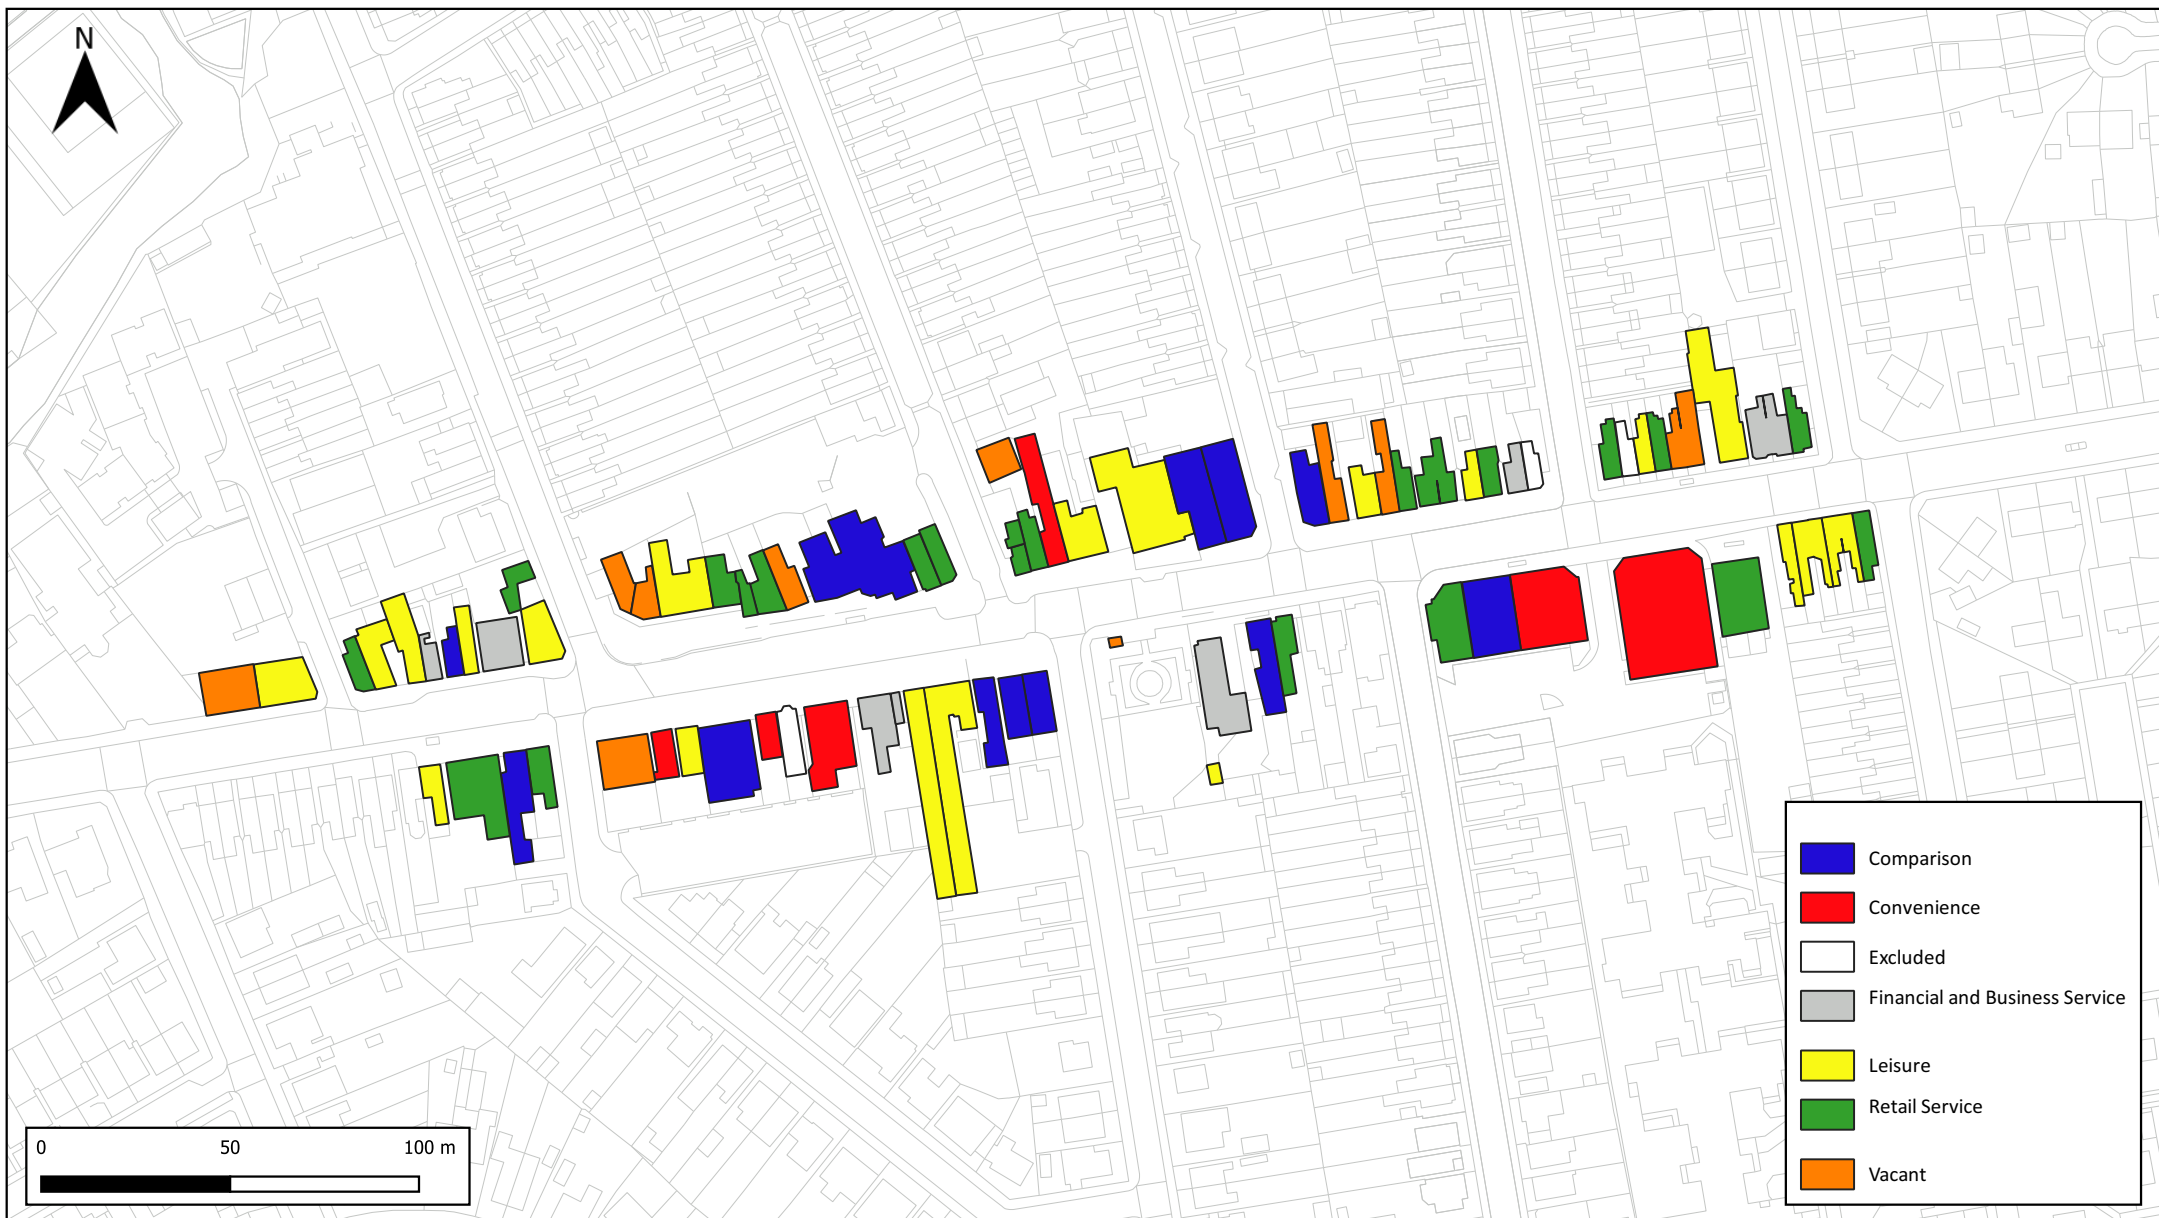 N
Comparison
Convenience
Excluded
Financial and Business Service
Leisure
Retail Service
Vacant
0 50 100 m